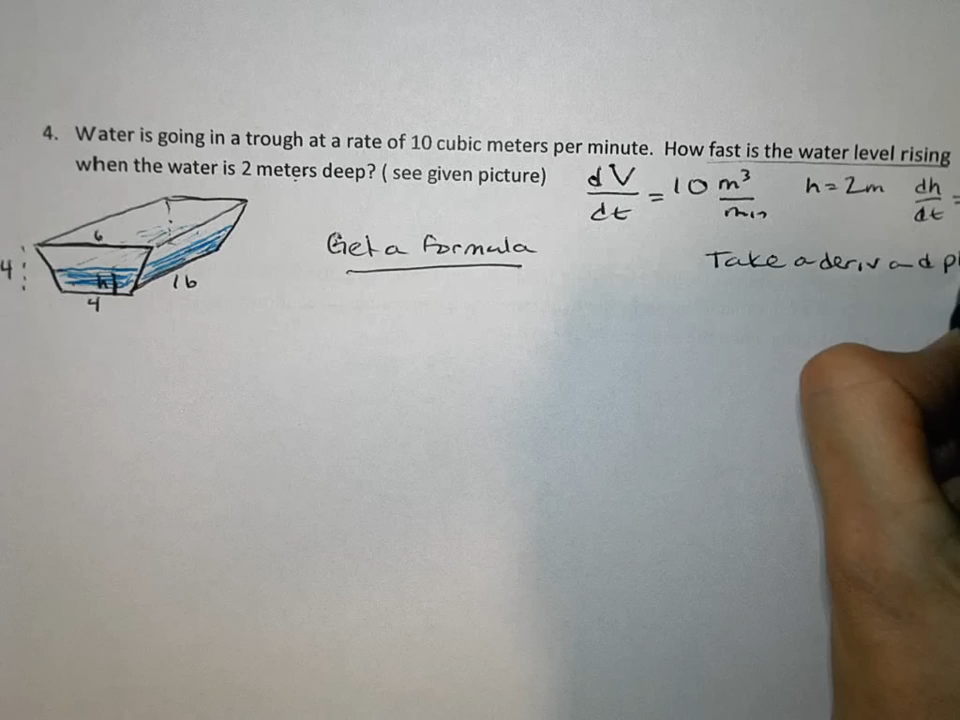 4. Water is going in a trough at a rate of 10 cubic meters per minute. How fast is the water level rising
when the water is 2 meters deep? ( see given picture)
dV/dt = 10 m³/min h = 2m dh/dt =
6
4
h
16
4
Get a formula
Take a deriv and pl